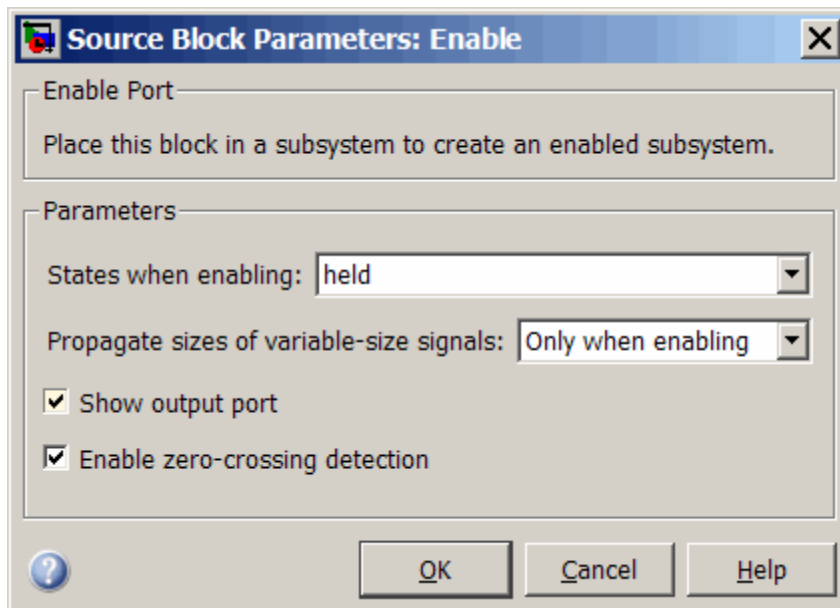 Source Block Parameters: Enable
Enable Port
Place this block in a subsystem to create an enabled subsystem.
Parameters
States when enabling: held
Propagate sizes of variable-size signals: Only when enabling
Show output port
Enable zero-crossing detection
OK Cancel Help